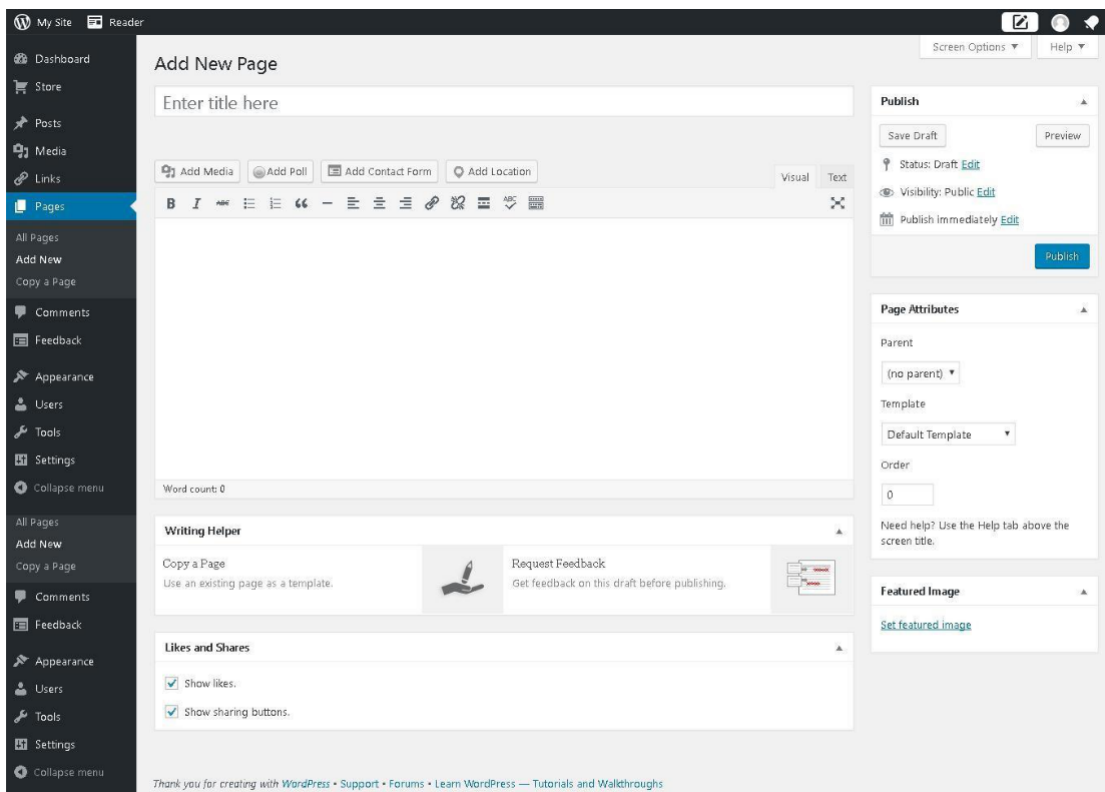 My Site Reader
Screen Options Help
Dashboard
Store
Posts
Media
Links
Pages
All Pages
Add New
Copy a Page
Comments
Feedback
Appearance
Users
Tools
Settings
Collapse menu
All Pages
Add New
Copy a Page
Comments
Feedback
Appearance
Users
Tools
Settings
Collapse menu
Add New Page
Enter title here
Add Media Add Poll Add Contact Form Add Location
Visual Text
B I ABC ABC
Word count: 0
Writing Helper
Copy a Page
Use an existing page as a template.
Request Feedback
Get feedback on this draft before publishing.
Likes and Shares
Show likes.
Show sharing buttons.
Thank you for creating with WordPress • Support • Forums • Learn WordPress — Tutorials and Walkthroughs
Publish
Save Draft Preview
Status: Draft Edit
Visibility: Public Edit
Publish immediately Edit
Publish
Page Attributes
Parent
(no parent)
Template
Default Template
Order
0
Need help? Use the Help tab above the
screen title.
Featured Image
Set featured image